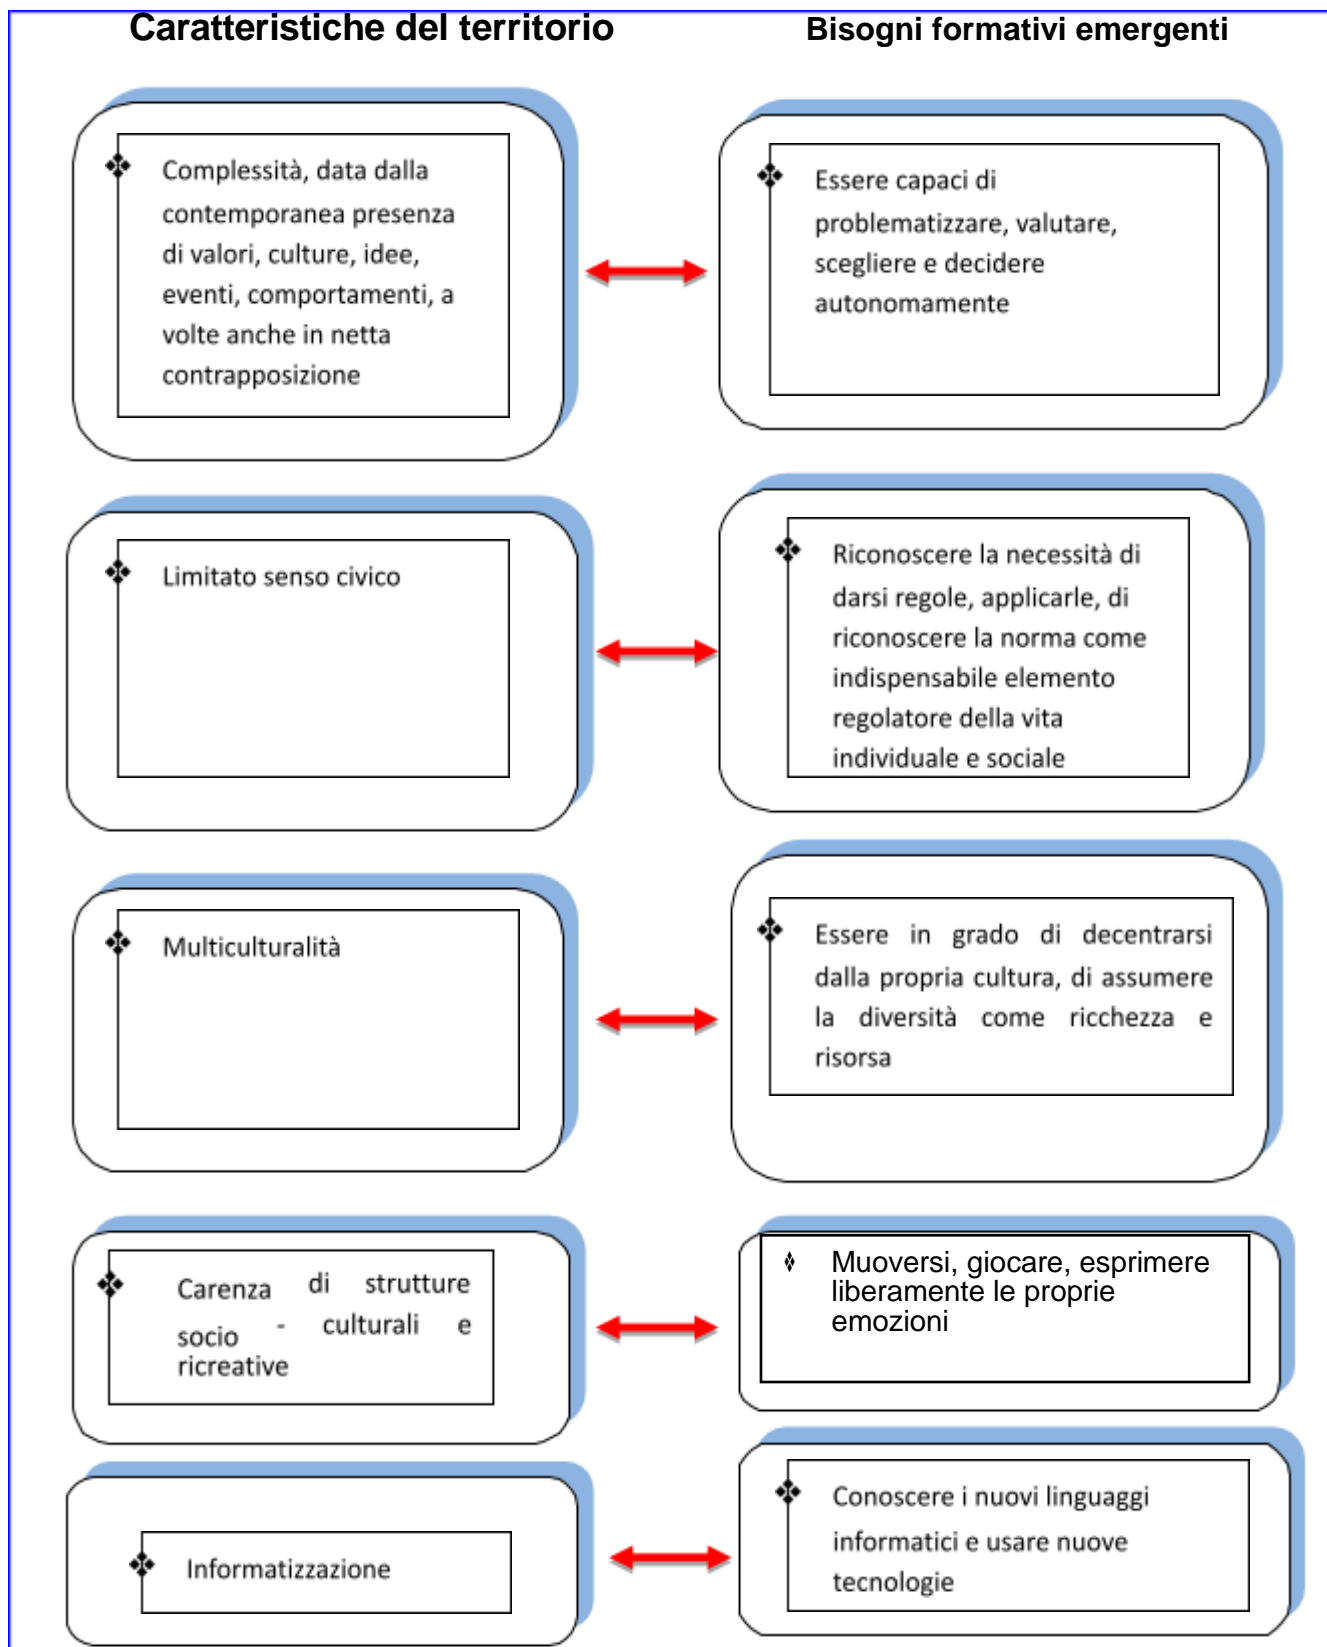 Caratteristiche del territorio
Bisogni formativi emergenti
❖ Complessità, data dalla
contemporanea presenza
di valori, culture, idee,
eventi, comportamenti, a
volte anche in netta
contrapposizione
❖ Essere capaci di
problematizzare, valutare,
scegliere e decidere
autonomamente
❖ Limitato senso civico
❖ Riconoscere la necessità di
darsi regole, applicarle, di
riconoscere la norma come
indispensabile elemento
regolatore della vita
individuale e sociale
❖ Multiculturalità
❖ Essere in grado di decentrarsi
dalla propria cultura, di assumere
la diversità come ricchezza e
risorsa
❖ Carenza di strutture
socio - culturali e
ricreative
❖ Muoversi, giocare, esprimere
liberamente le proprie
emozioni
❖ Informatizzazione
❖ Conoscere i nuovi linguaggi
informatici e usare nuove
tecnologie